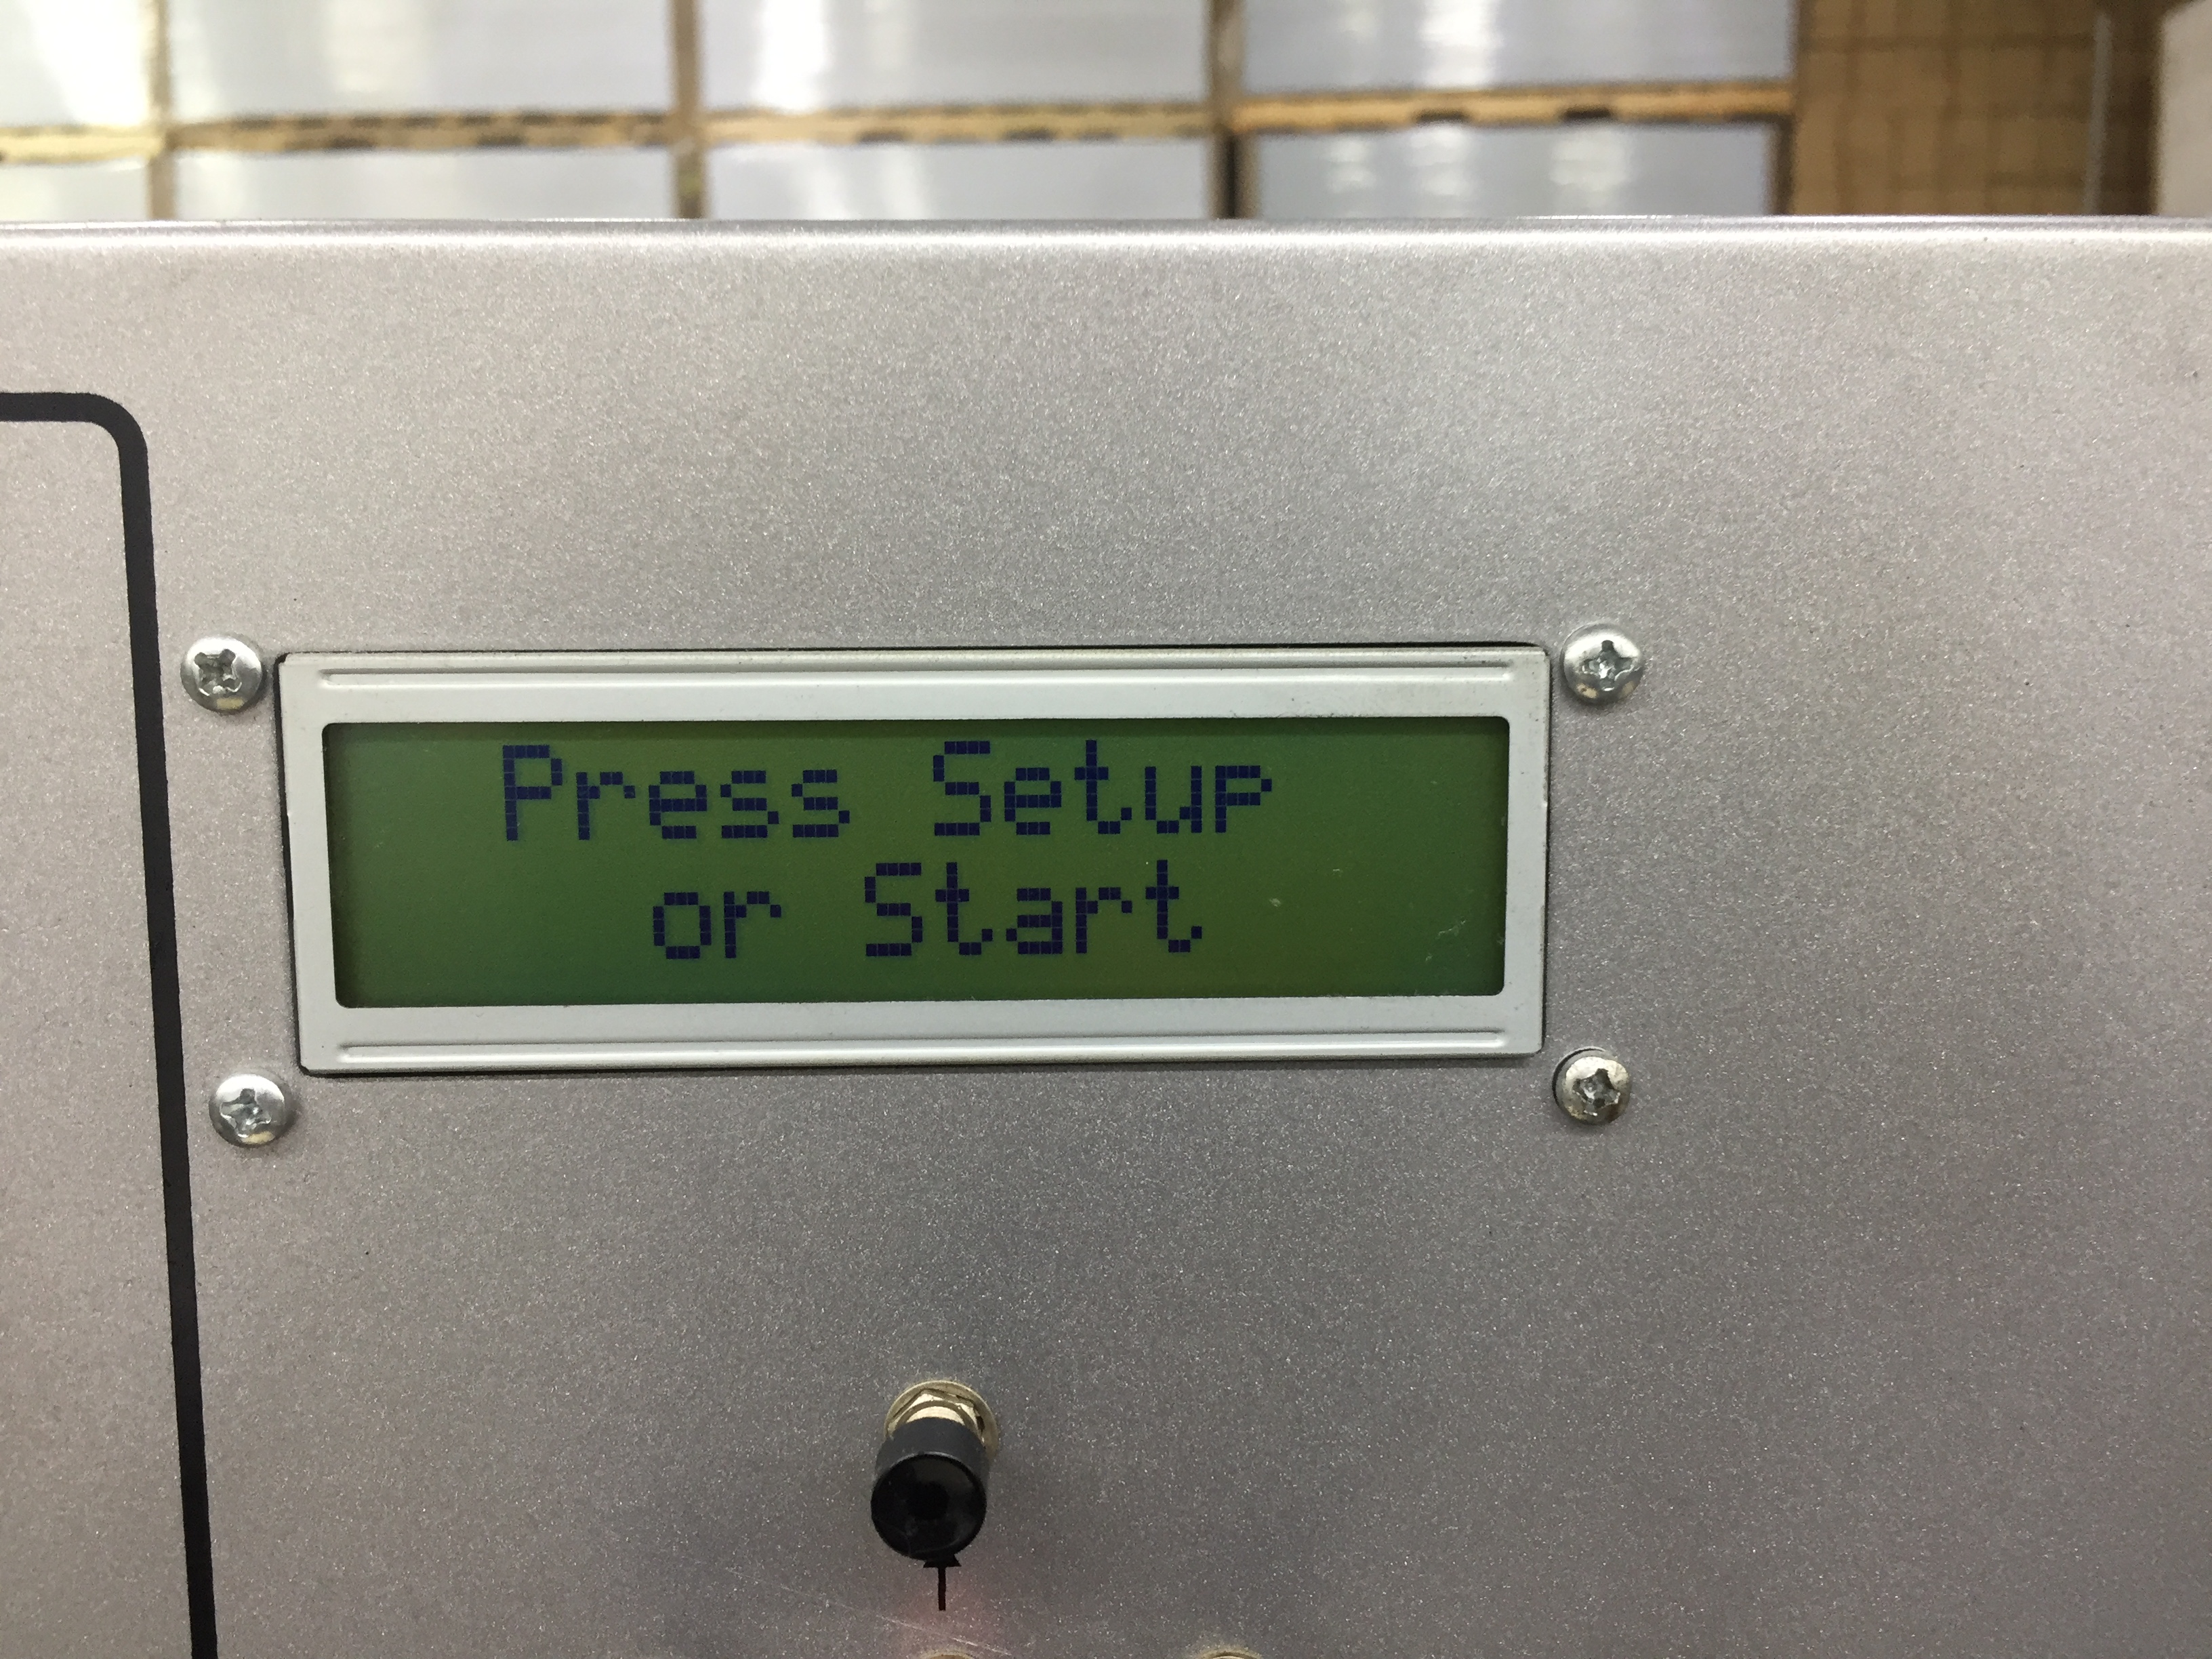 Press Setup
or Start